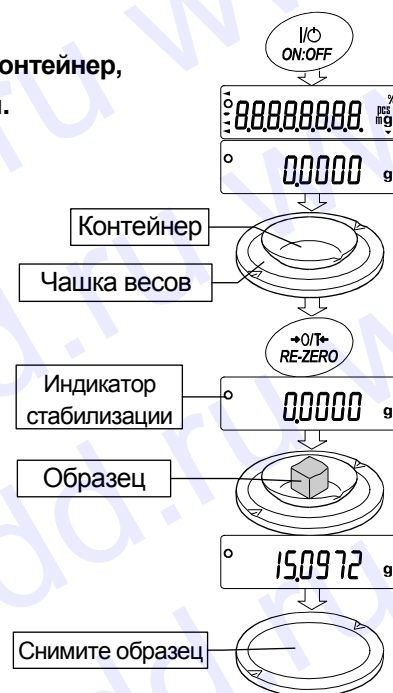 I/⏻
ON:OFF
онтейнер,
.
8.8.8.8.8.8.8.8. % pcs mg
0.0000 g
Контейнер
Чашка весов
→0/T←
RE-ZERO
Индикатор
стабилизации
0.0000 g
Образец
15.0972 g
Снимите образец